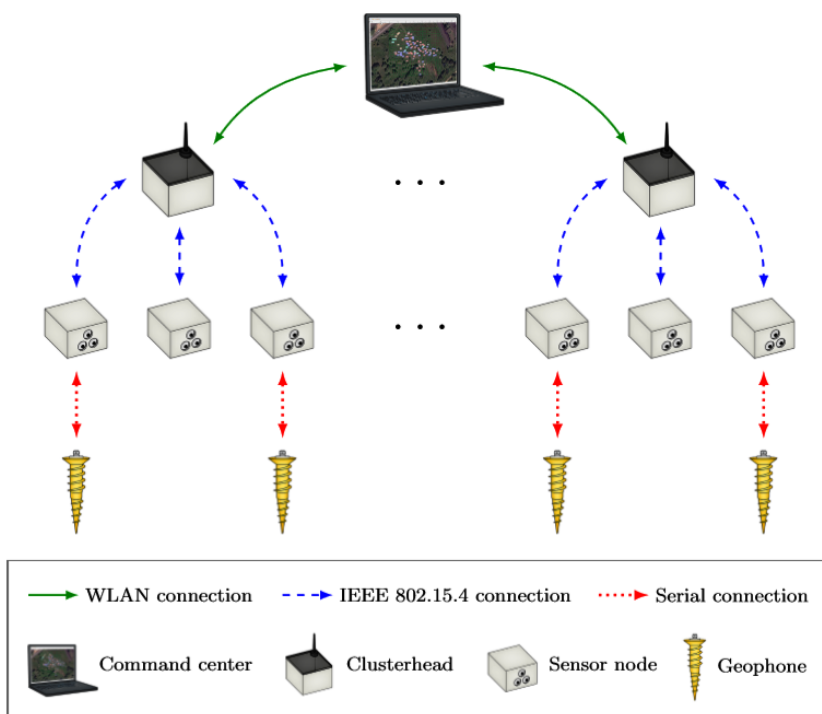 . . .
. . .
WLAN connection
IEEE 802.15.4 connection
Serial connection
Command center
Clusterhead
Sensor node
Geophone